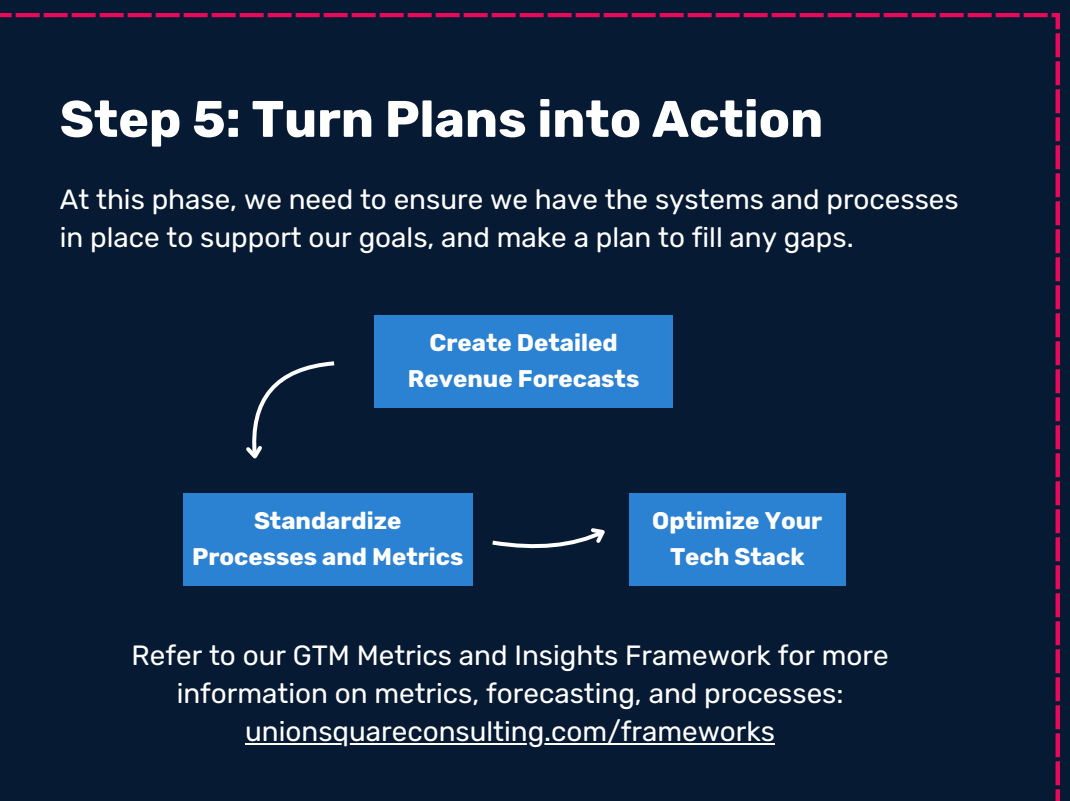 Step 5: Turn Plans into Action
At this phase, we need to ensure we have the systems and processes
in place to support our goals, and make a plan to fill any gaps.
Create Detailed
Revenue Forecasts
Standardize
Processes and Metrics
Optimize Your
Tech Stack
Refer to our GTM Metrics and Insights Framework for more
information on metrics, forecasting, and processes:
unionsquareconsulting.com/frameworks